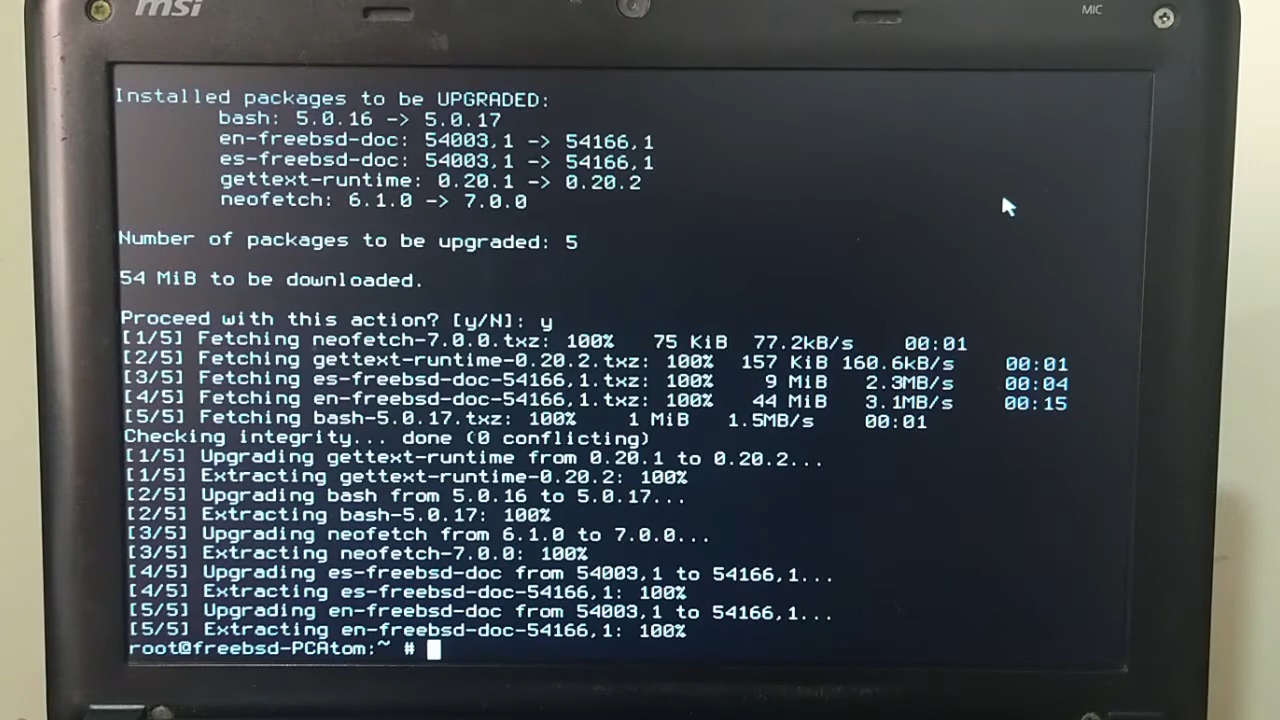 msi
MIC
Installed packages to be UPGRADED:
bash: 5.0.16 -> 5.0.17
en-freebsd-doc: 54003,1 -> 54166,1
es-freebsd-doc: 54003,1 -> 54166,1
gettext-runtime: 0.20.1 -> 0.20.2
neofetch: 6.1.0 -> 7.0.0
Number of packages to be upgraded: 5
54 MiB to be downloaded.
Proceed with this action? [y/N]: y
[1/5] Fetching neofetch-7.0.0.txz: 100% 75 KiB 77.2kB/s 00:01
[2/5] Fetching gettext-runtime-0.20.2.txz: 100% 157 KiB 160.6kB/s 00:01
[3/5] Fetching es-freebsd-doc-54166,1.txz: 100% 9 MiB 2.3MB/s 00:04
[4/5] Fetching en-freebsd-doc-54166,1.txz: 100% 44 MiB 3.1MB/s 00:15
[5/5] Fetching bash-5.0.17.txz: 100% 1 MiB 1.5MB/s 00:01
Checking integrity... done (0 conflicting)
[1/5] Upgrading gettext-runtime from 0.20.1 to 0.20.2...
[1/5] Extracting gettext-runtime-0.20.2: 100%
[2/5] Upgrading bash from 5.0.16 to 5.0.17...
[2/5] Extracting bash-5.0.17: 100%
[3/5] Upgrading neofetch from 6.1.0 to 7.0.0...
[3/5] Extracting neofetch-7.0.0: 100%
[4/5] Upgrading es-freebsd-doc from 54003,1 to 54166,1...
[4/5] Extracting es-freebsd-doc-54166,1: 100%
[5/5] Upgrading en-freebsd-doc from 54003,1 to 54166,1...
[5/5] Extracting en-freebsd-doc-54166,1: 100%
root@freebsd-PCAtom:~ #